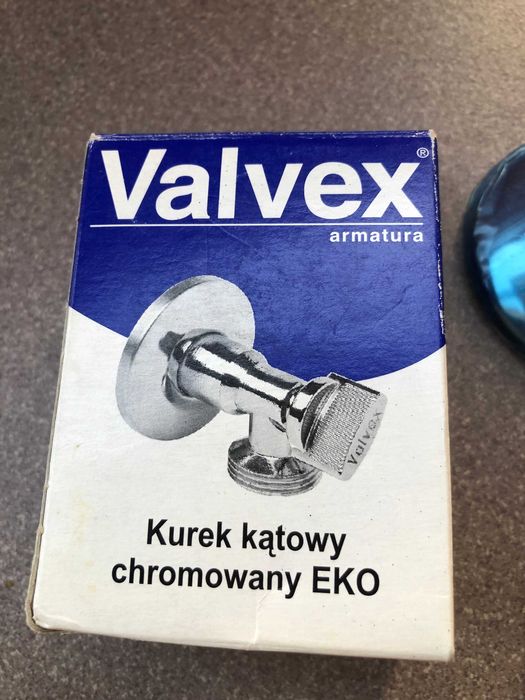 Valvex®
armatura
Valvex
Kurek kątowy
chromowany EKO